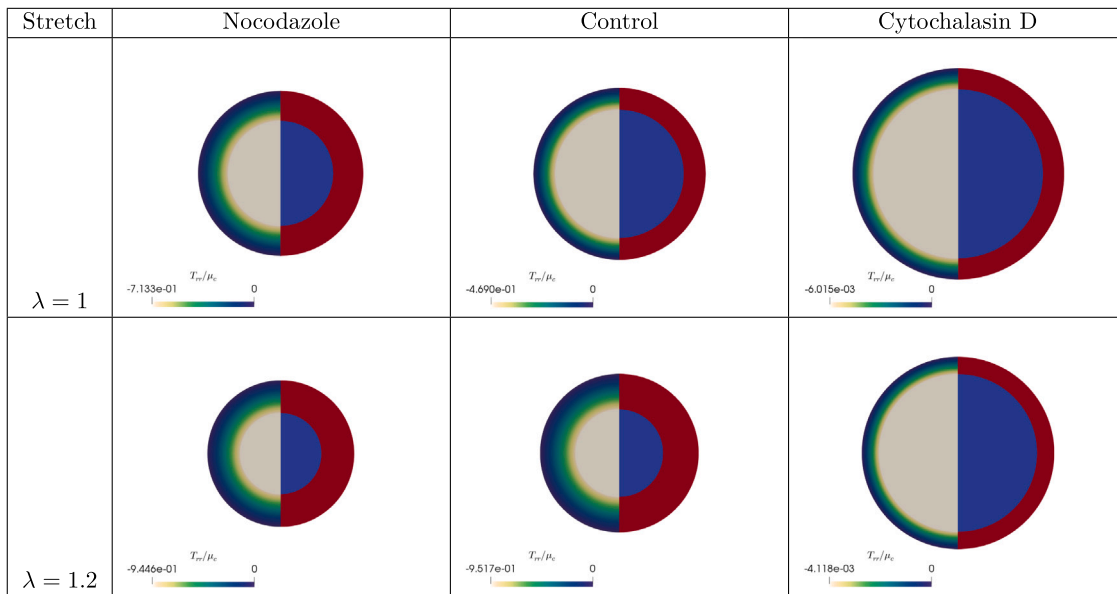 Stretch Nocodazole Control Cytochalasin D
λ = 1
T_rr/μ_c
-7.133e-01 0
T_rr/μ_c
-4.690e-01 0
T_rr/μ_c
-6.015e-03 0
λ = 1.2
T_rr/μ_c
-9.446e-01 0
T_rr/μ_c
-9.517e-01 0
T_rr/μ_c
-4.118e-03 0